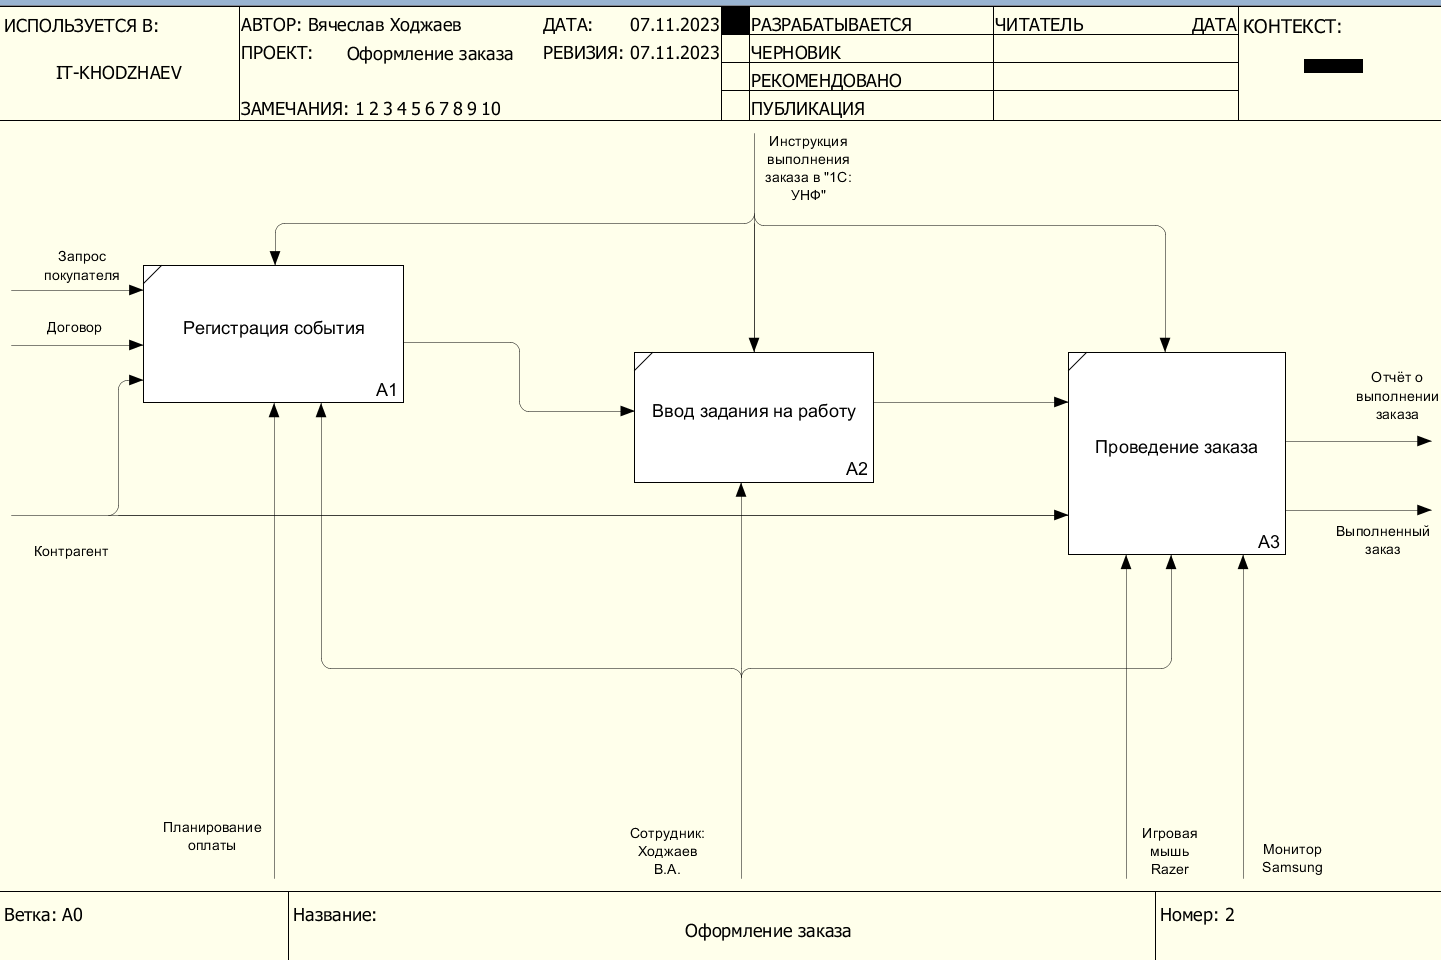 ИСПОЛЬЗУЕТСЯ В:
IT-KHODZHAEV
АВТОР: Вячеслав Ходжаев
ДАТА: 07.11.2023
ПРОЕКТ: Оформление заказа
РЕВИЗИЯ: 07.11.2023
ЗАМЕЧАНИЯ: 1 2 3 4 5 6 7 8 9 10
РАЗРАБАТЫВАЕТСЯ
ЧЕРНОВИК
РЕКОМЕНДОВАНО
ПУБЛИКАЦИЯ
ЧИТАТЕЛЬ
ДАТА
КОНТЕКСТ:
Инструкция
выполнения
заказа в "1С:
УНФ"
Запрос
покупателя
Договор
Контрагент
Регистрация события
A1
Ввод задания на работу
A2
Проведение заказа
A3
Отчёт о
выполнении
заказа
Выполненный
заказ
Планирование
оплаты
Сотрудник:
Ходжаев
В.А.
Игровая
мышь
Razer
Монитор
Samsung
Ветка: A0
Название:
Оформление заказа
Номер: 2